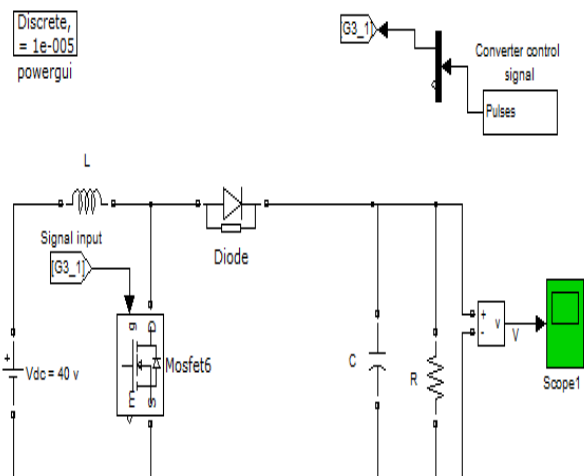 Discrete,
= 1e-005
powergui
[G3_1]
Converter control
signal
Pulses
L
Signal input
[G3_1]
Diode
g
D
m
S
Mosfet6
+
Vdc = 40 v
C
R
+
-
v
V
Scope1